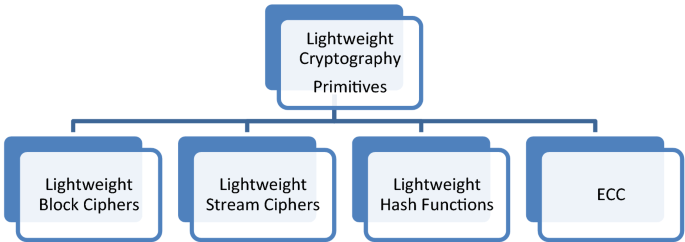 Lightweight
Cryptography
Primitives
Lightweight
Block Ciphers
Lightweight
Stream Ciphers
Lightweight
Hash Functions
ECC